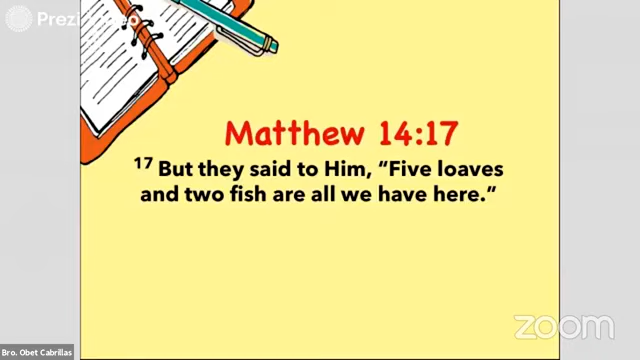 Prezi Video
Matthew 14:17
17 But they said to Him, “Five loaves
and two fish are all we have here.”
zoom
Bro. Obet Cabrillas